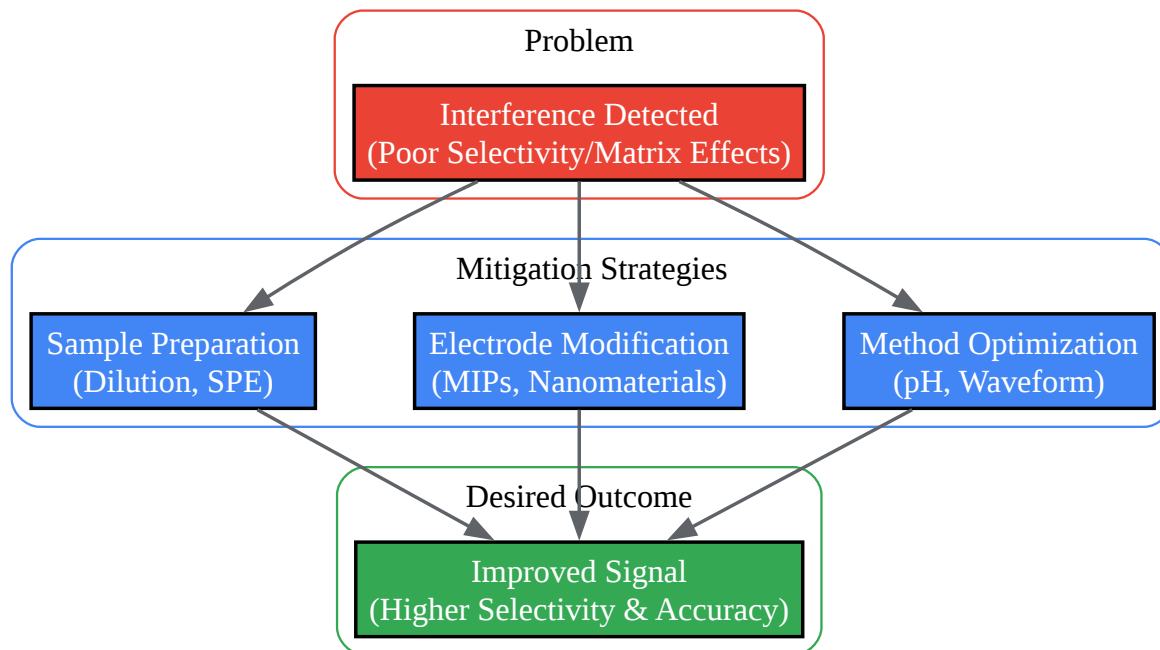 Problem
Interference Detected
(Poor Selectivity/Matrix Effects)
Mitigation Strategies
Sample Preparation
(Dilution, SPE)
Electrode Modification
(MIPs, Nanomaterials)
Method Optimization
(pH, Waveform)
Desired Outcome
Improved Signal
(Higher Selectivity & Accuracy)